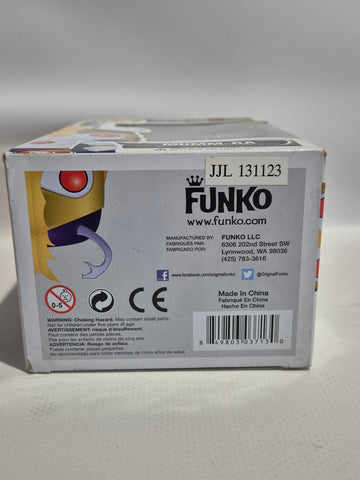 MUMM-RA
JJL 131123
FUNKO
www.funko.com
MANUFACTURED BY: FUNKO LLC
FABRIQUÉS PAR: 6306 202nd Street SW
FABRICADO POR: Lynnwood, WA 98036
(425) 783-3616
www.facebook.com/originalfunko @OriginalFunko
0-3
Made In China
Fabriqué En China
Hecho En China
WARNING: Choking Hazard, May contain small parts.
Not for children under five years of age.
AVERTISSEMENT: risque d'étouffement.
Peut contenir des petites pièces.
pas pour les enfants de moins de cinq ans.
ADVERTENCIA: Riesgo de asfixia.
Puede contener piezas pequeñas
No recomendado para niños menores de cinco años de edad.
8 49803 03713 0